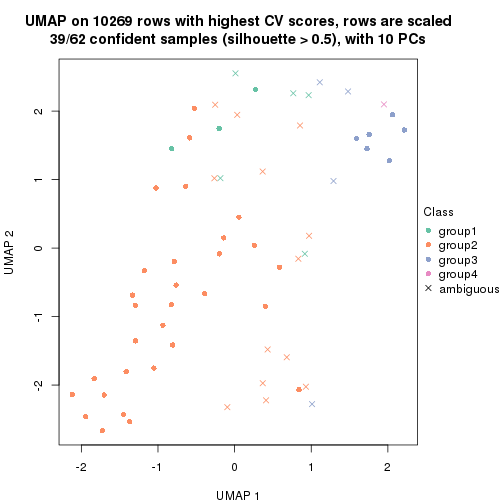 UMAP on 10269 rows with highest CV scores, rows are scaled
39/62 confident samples (silhouette > 0.5), with 10 PCs
2
1
0
-1
-2
UMAP 2
-2
-1
0
1
2
UMAP 1
Class
group1
group2
group3
group4
ambiguous